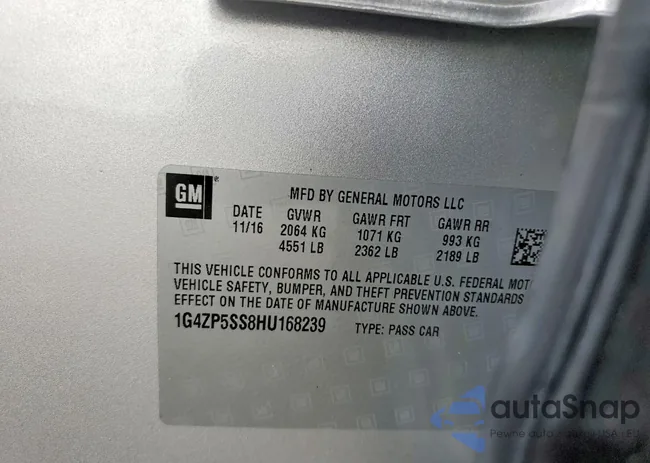 GM
MFD BY GENERAL MOTORS LLC
DATE GVWR GAWR FRT GAWR RR
11/16 2064 KG 1071 KG 993 KG
4551 LB 2362 LB 2189 LB
THIS VEHICLE CONFORMS TO ALL APPLICABLE U.S. FEDERAL MOT
VEHICLE SAFETY, BUMPER, AND THEFT PREVENTION STANDARDS
EFFECT ON THE DATE OF MANUFACTURE SHOWN ABOVE.
1G4ZP5SS8HU168239 TYPE: PASS CAR
autaSnap
Pewne auta